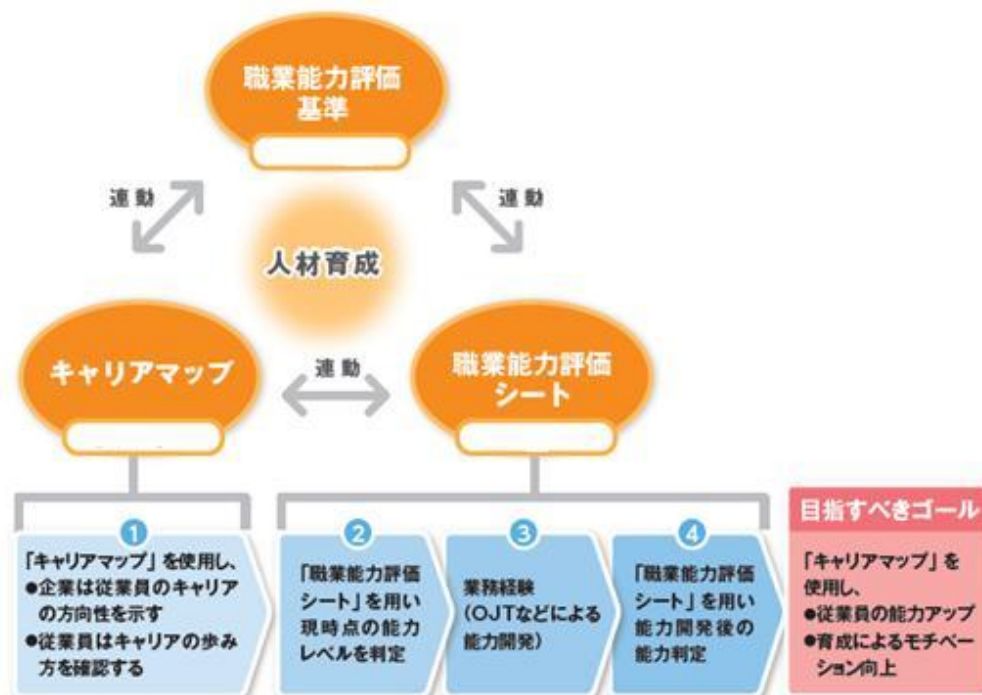 職業能力評価
基準
連動
連動
人材育成
キャリアマップ
連動
職業能力評価
シート
1
「キャリアマップ」を使用し、
●企業は従業員のキャリア
の方向性を示す
●従業員はキャリアの歩み
方を確認する
2
「職業能力評価
シート」を用い
現時点の能力
レベルを判定
3
業務経験
(OJTなどによる
能力開発)
4
「職業能力評価
シート」を用い
能力開発後の
能力判定
目指すべきゴール
「キャリアマップ」を
使用し、
●従業員の能力アップ
●育成によるモチベー
ション向上